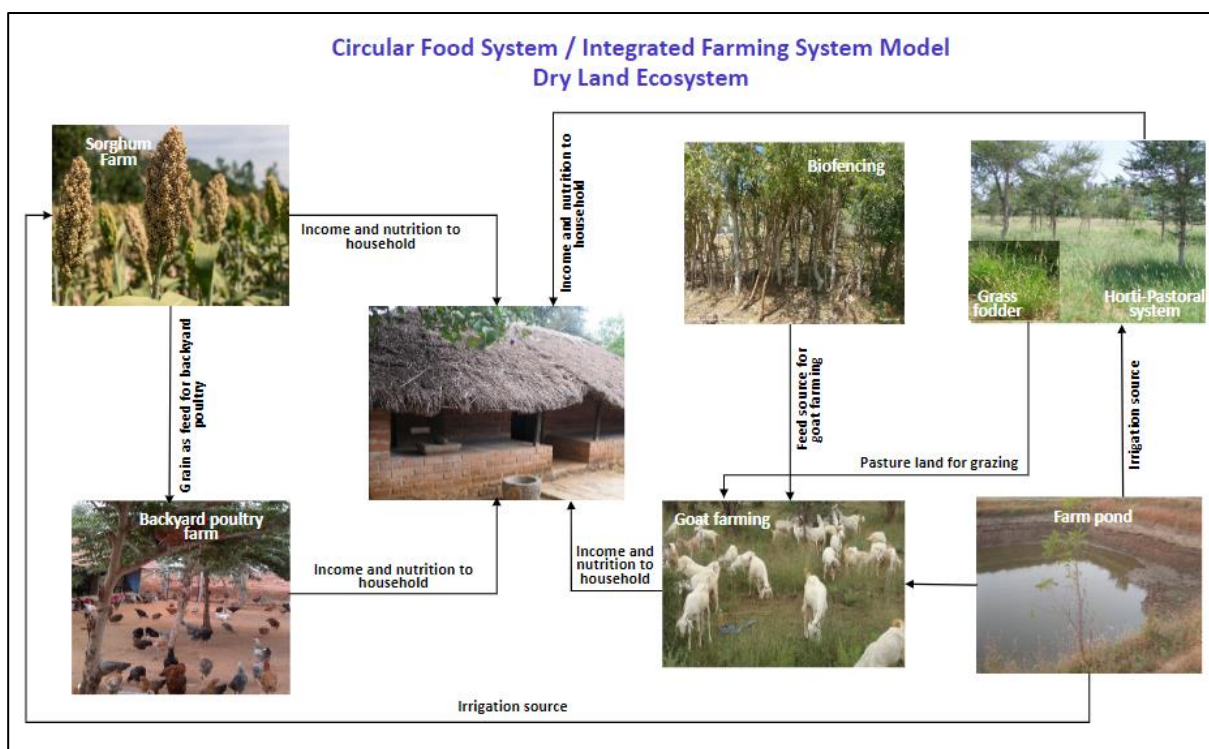 Circular Food System / Integrated Farming System Model
Dry Land Ecosystem
Sorghum
Farm
Biofencing
Grass
fodder
Horti-Pastoral
system
Income and nutrition to
household
Income and nutrition to
household
Grain as feed for backyard
poultry
Feed source for
goat farming
Irrigation source
Pasture land for grazing
Backyard poultry
farm
Goat farming
Farm pond
Income and nutrition to
household
Income and
nutrition to
household
Irrigation source